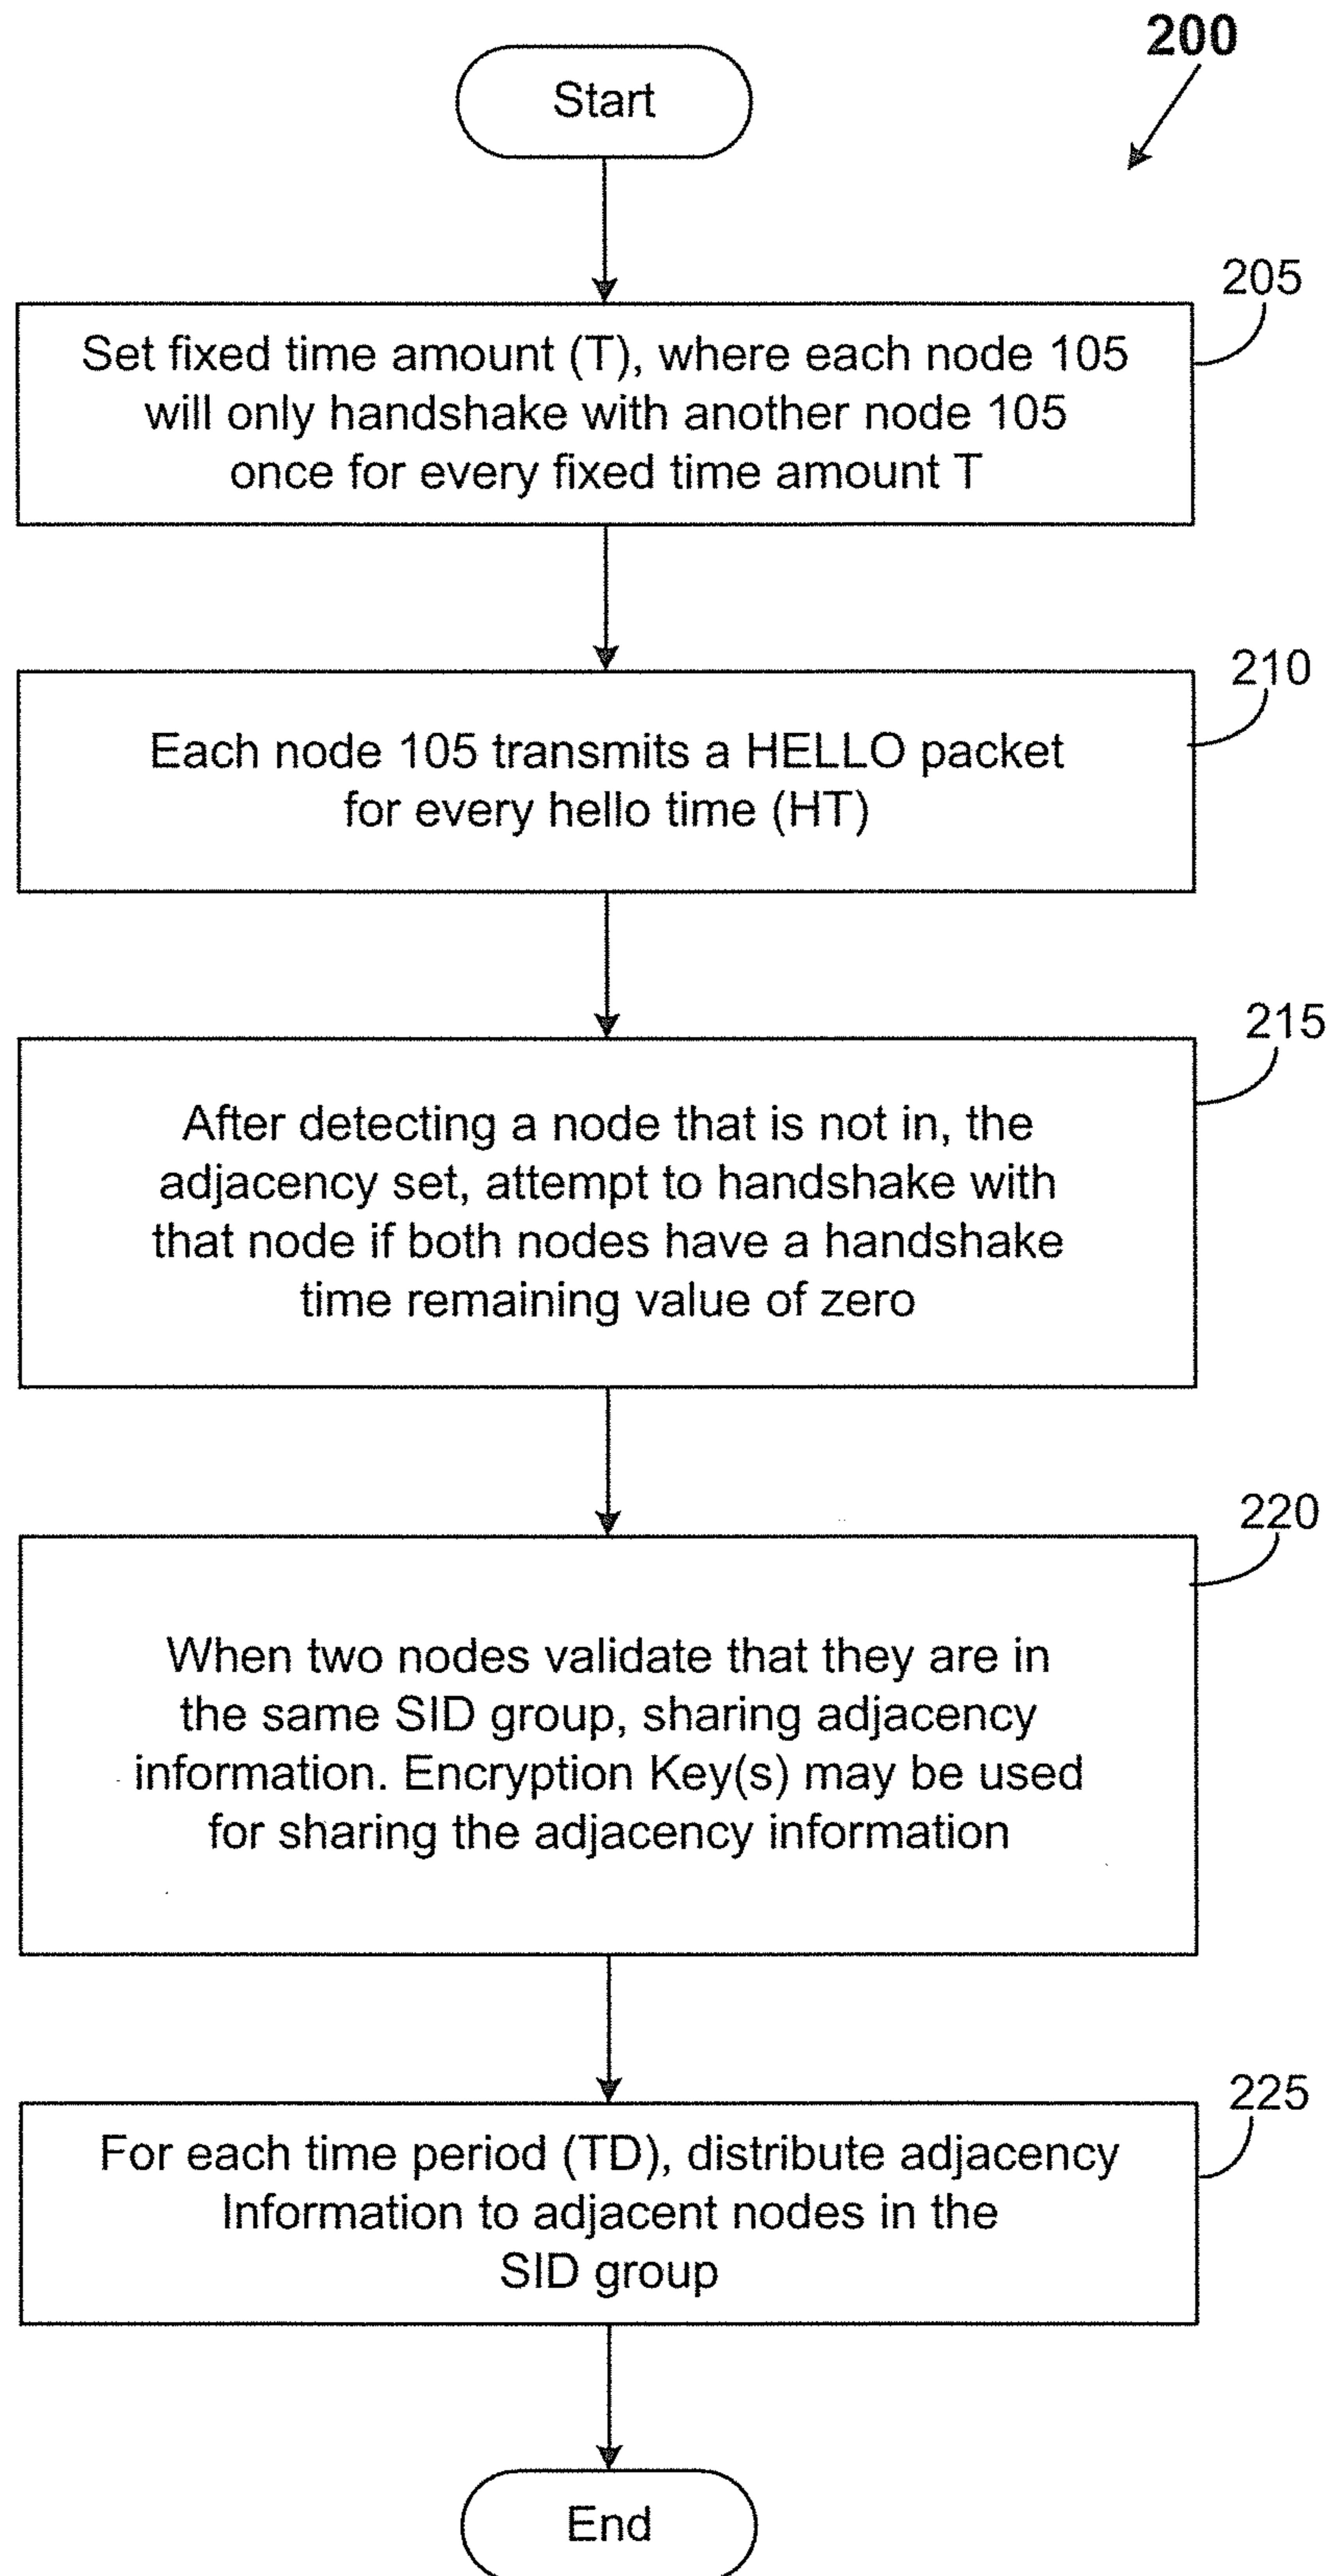 200
Start
205
Set fixed time amount (T), where each node 105
will only handshake with another node 105
once for every fixed time amount T
210
Each node 105 transmits a HELLO packet
for every hello time (HT)
215
After detecting a node that is not in, the
adjacency set, attempt to handshake with
that node if both nodes have a handshake
time remaining value of zero
220
When two nodes validate that they are in
the same SID group, sharing adjacency
information. Encryption Key(s) may be used
for sharing the adjacency information
225
For each time period (TD), distribute adjacency
Information to adjacent nodes in the
SID group
End